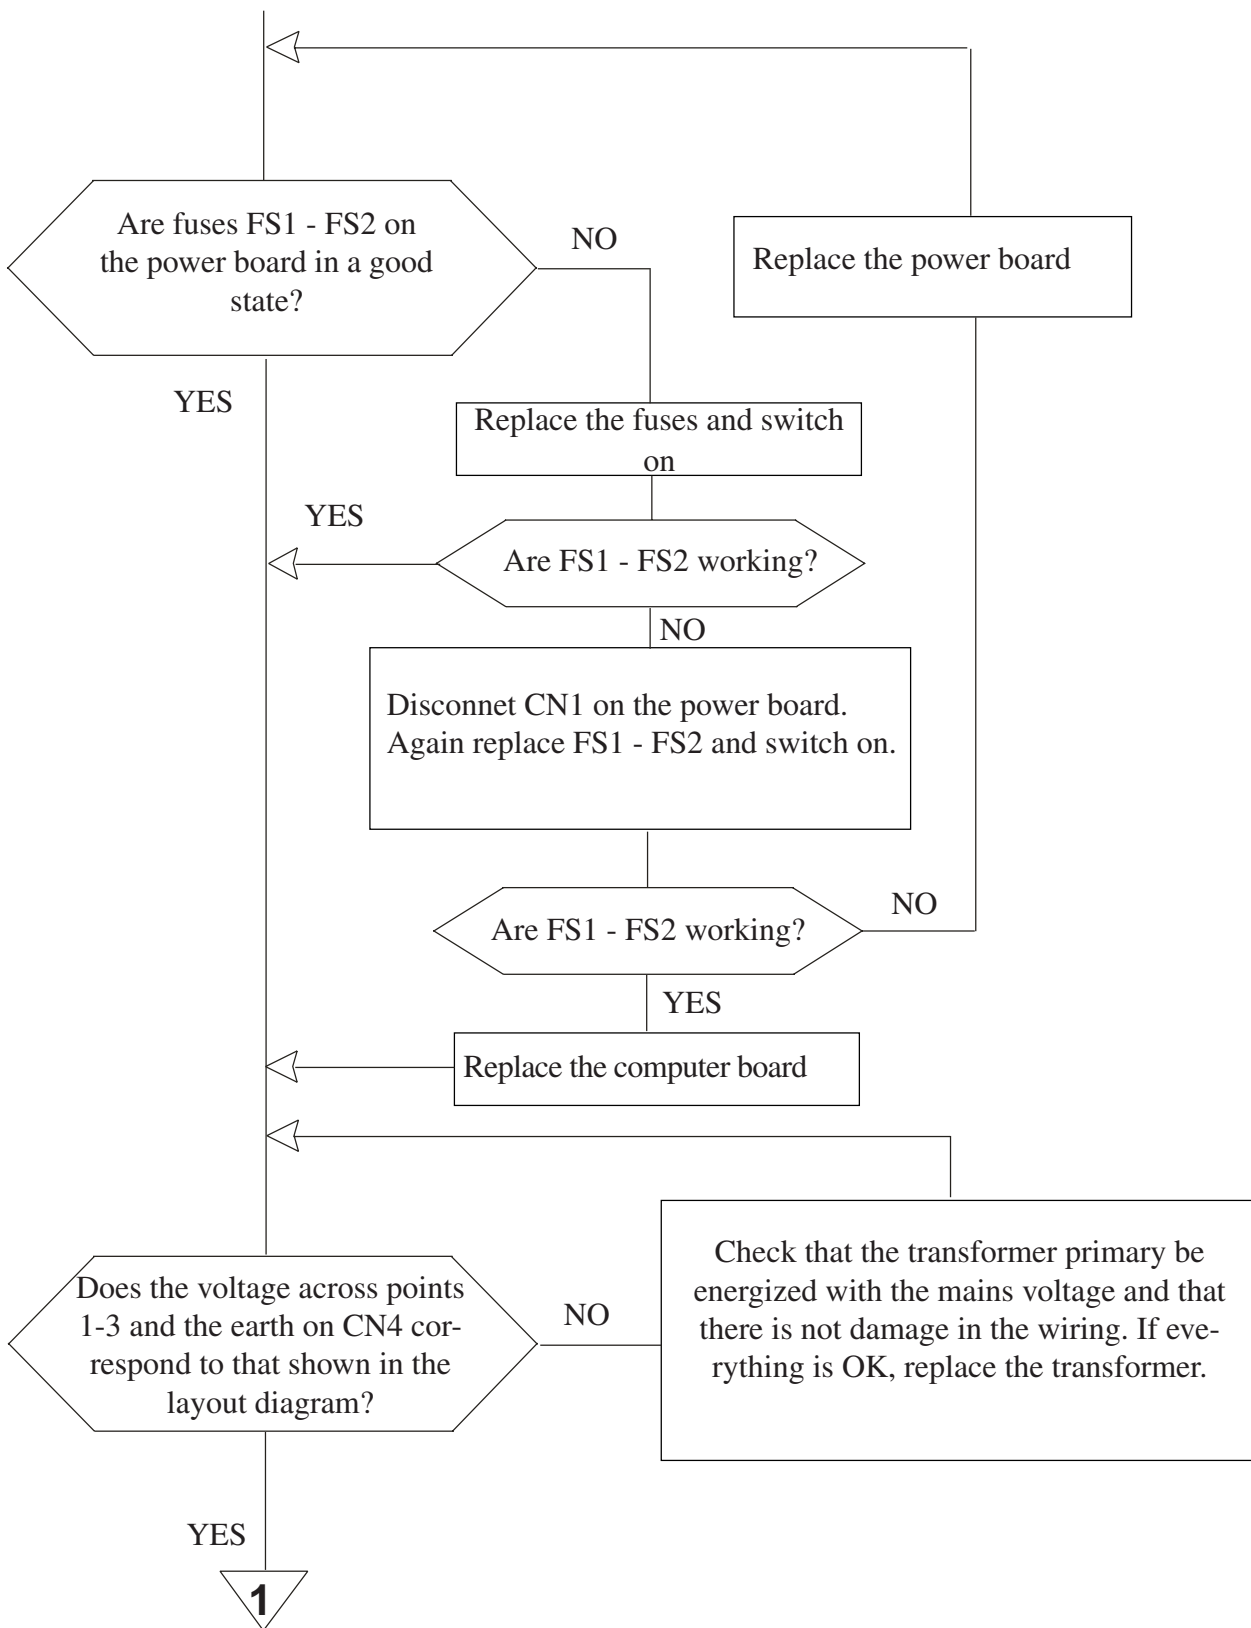 Are fuses FS1 - FS2 on
the power board in a good
state?
NO
Replace the power board
YES
Replace the fuses and switch
on
YES
Are FS1 - FS2 working?
NO
Disconnet CN1 on the power board.
Again replace FS1 - FS2 and switch on.
Are FS1 - FS2 working?
NO
YES
Replace the computer board
Does the voltage across points
1-3 and the earth on CN4 cor-
respond to that shown in the
layout diagram?
NO
Check that the transformer primary be
energized with the mains voltage and that
there is not damage in the wiring. If eve-
rything is OK, replace the transformer.
YES
1